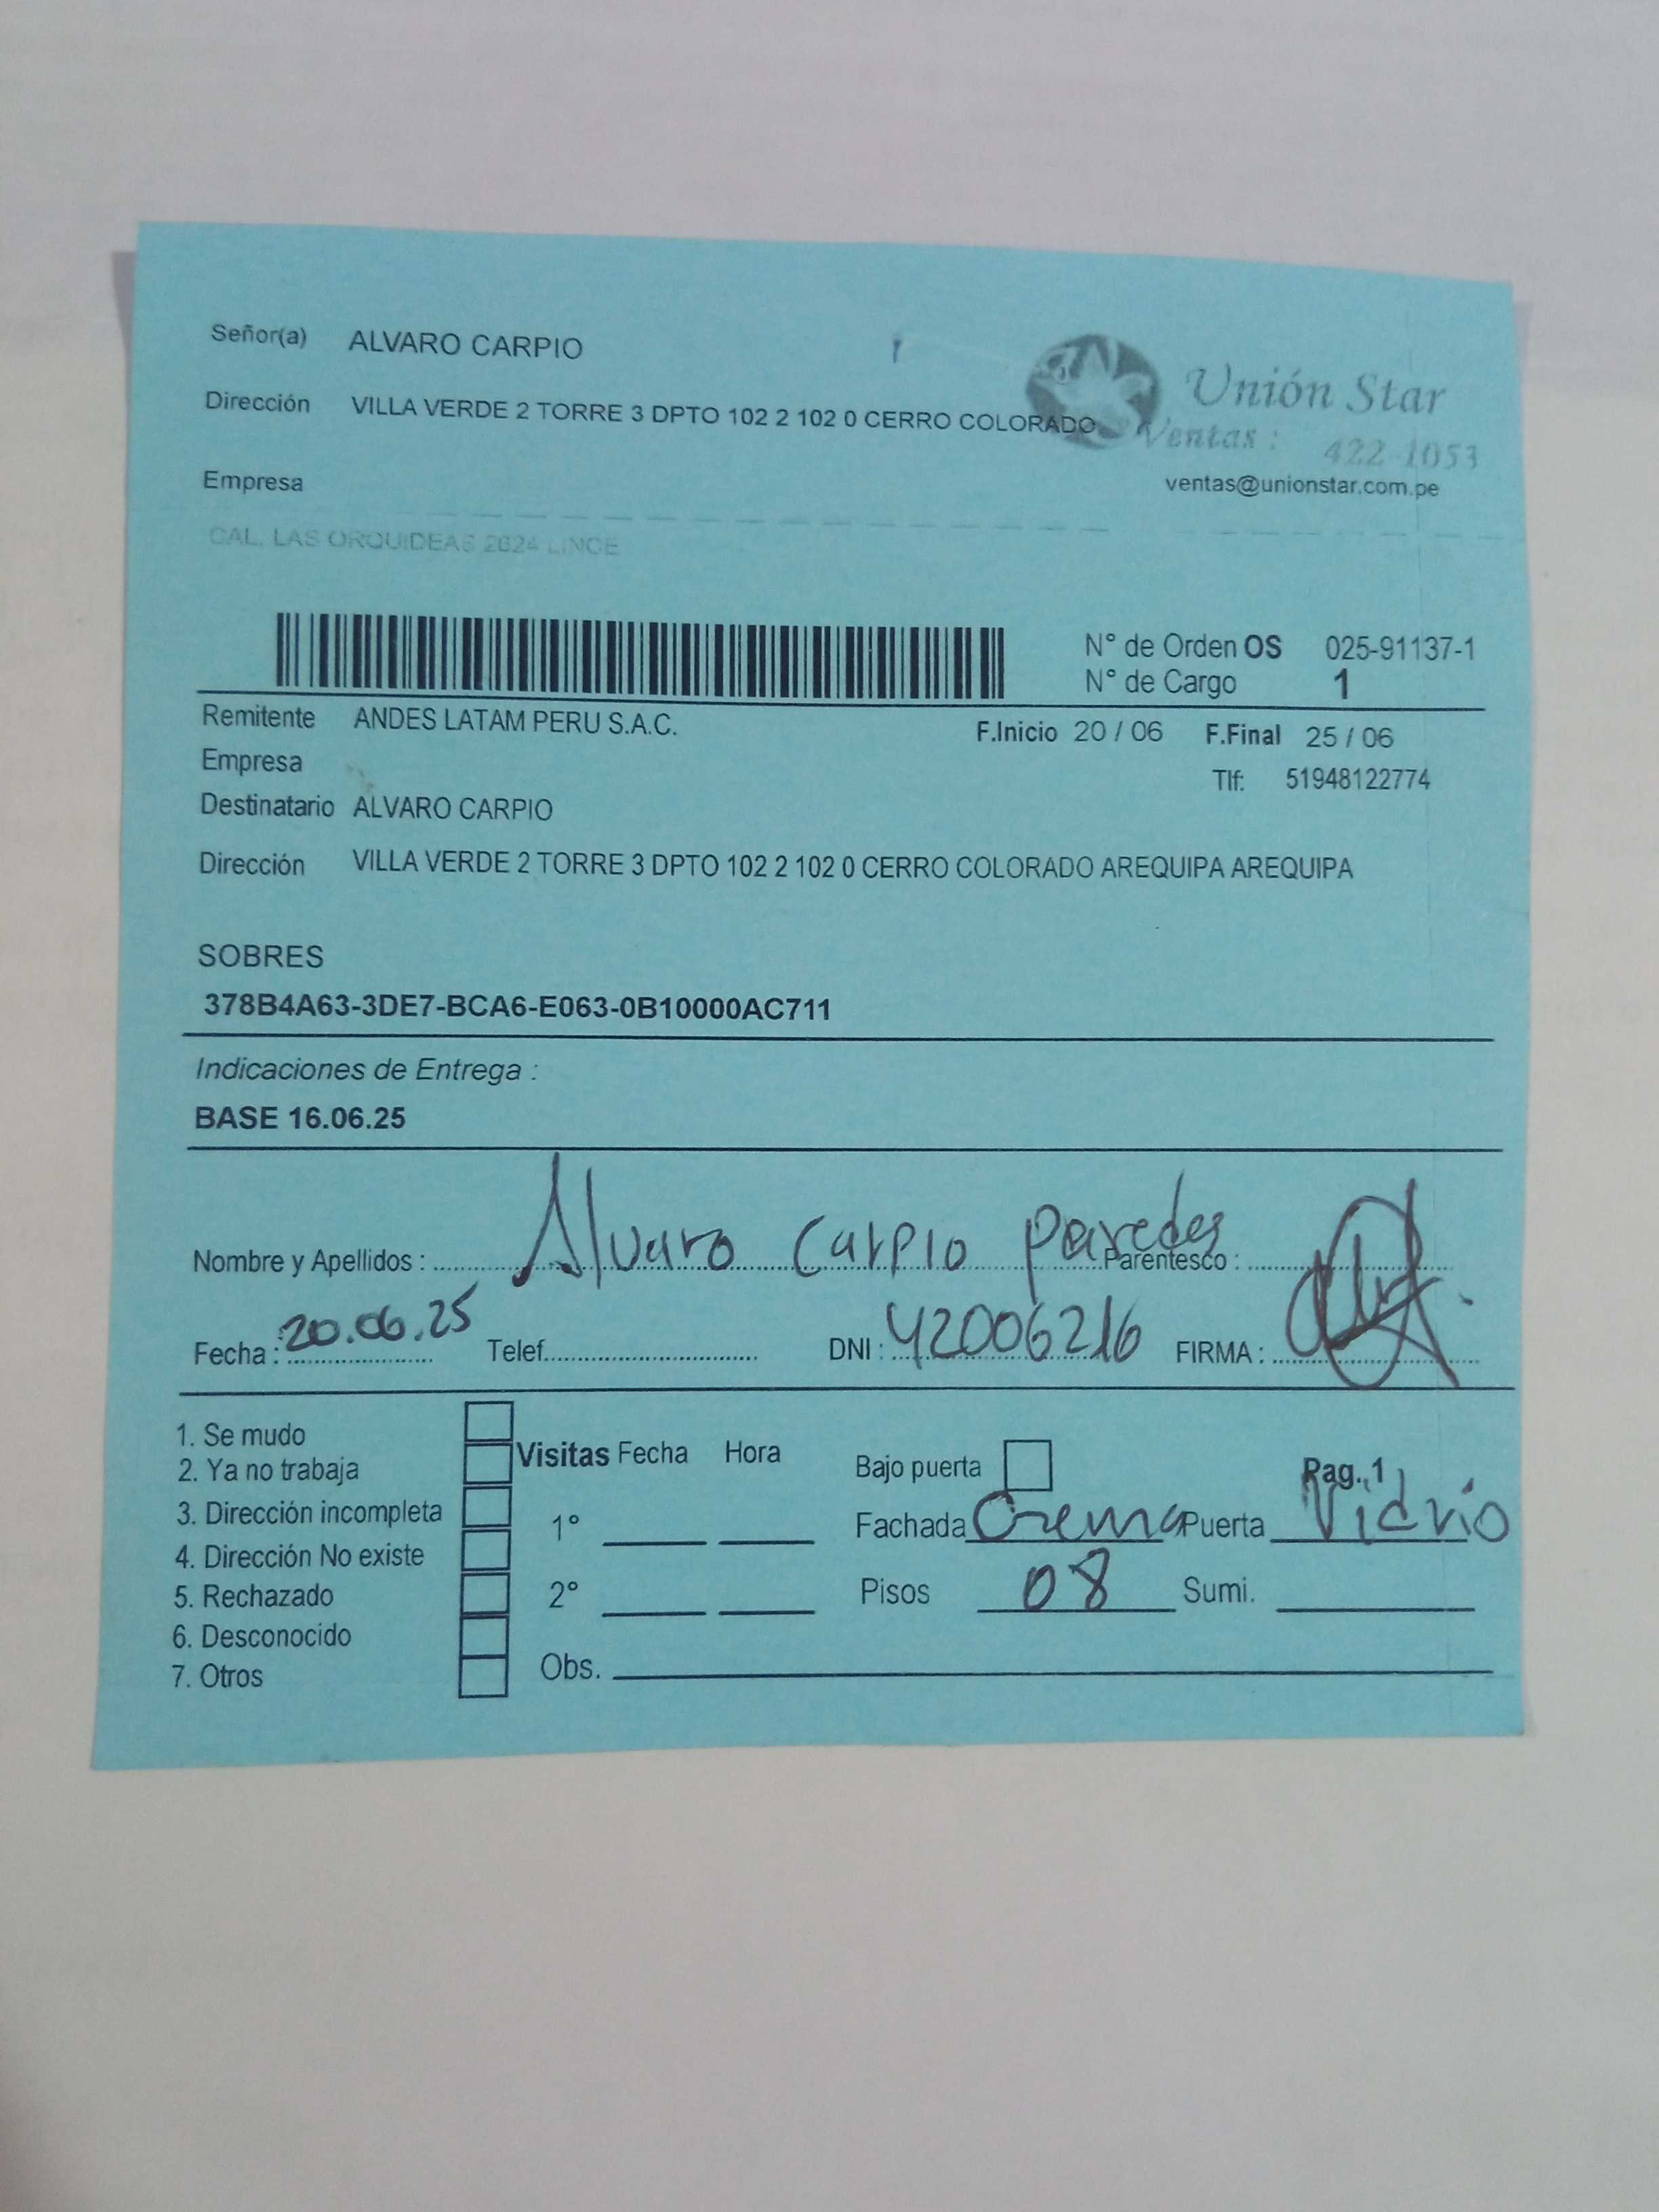 Señor(a) ALVARO CARPIO
Unión Star
Dirección VILLA VERDE 2 TORRE 3 DPTO 102 2 102 0 CERRO COLORADO
Ventas : 422-1053
Empresa
ventas@unionstar.com.pe
CAL. LAS ORQUIDEAS 2624 LINCE
N° de Orden OS 025-91137-1
N° de Cargo 1
Remitente ANDES LATAM PERU S.A.C. F.Inicio 20 / 06 F.Final 25 / 06
Empresa
Tlf: 51948122774
Destinatario ALVARO CARPIO
Dirección VILLA VERDE 2 TORRE 3 DPTO 102 2 102 0 CERRO COLORADO AREQUIPA AREQUIPA
SOBRES
378B4A63-3DE7-BCA6-E063-0B10000AC711
Indicaciones de Entrega :
BASE 16.06.25
Nombre y Apellidos : Alvaro Carpio Paredes Parentesco :
Fecha : 20.06.25 Telef. DNI : 42006216 FIRMA :
1. Se mudo
2. Ya no trabaja
3. Dirección incompleta
4. Dirección No existe
5. Rechazado
6. Desconocido
7. Otros
Visitas Fecha Hora
1°
2°
Obs.
Bajo puerta Pag. 1
Fachada Crema Puerta Vidrio
Pisos 08 Sumi.